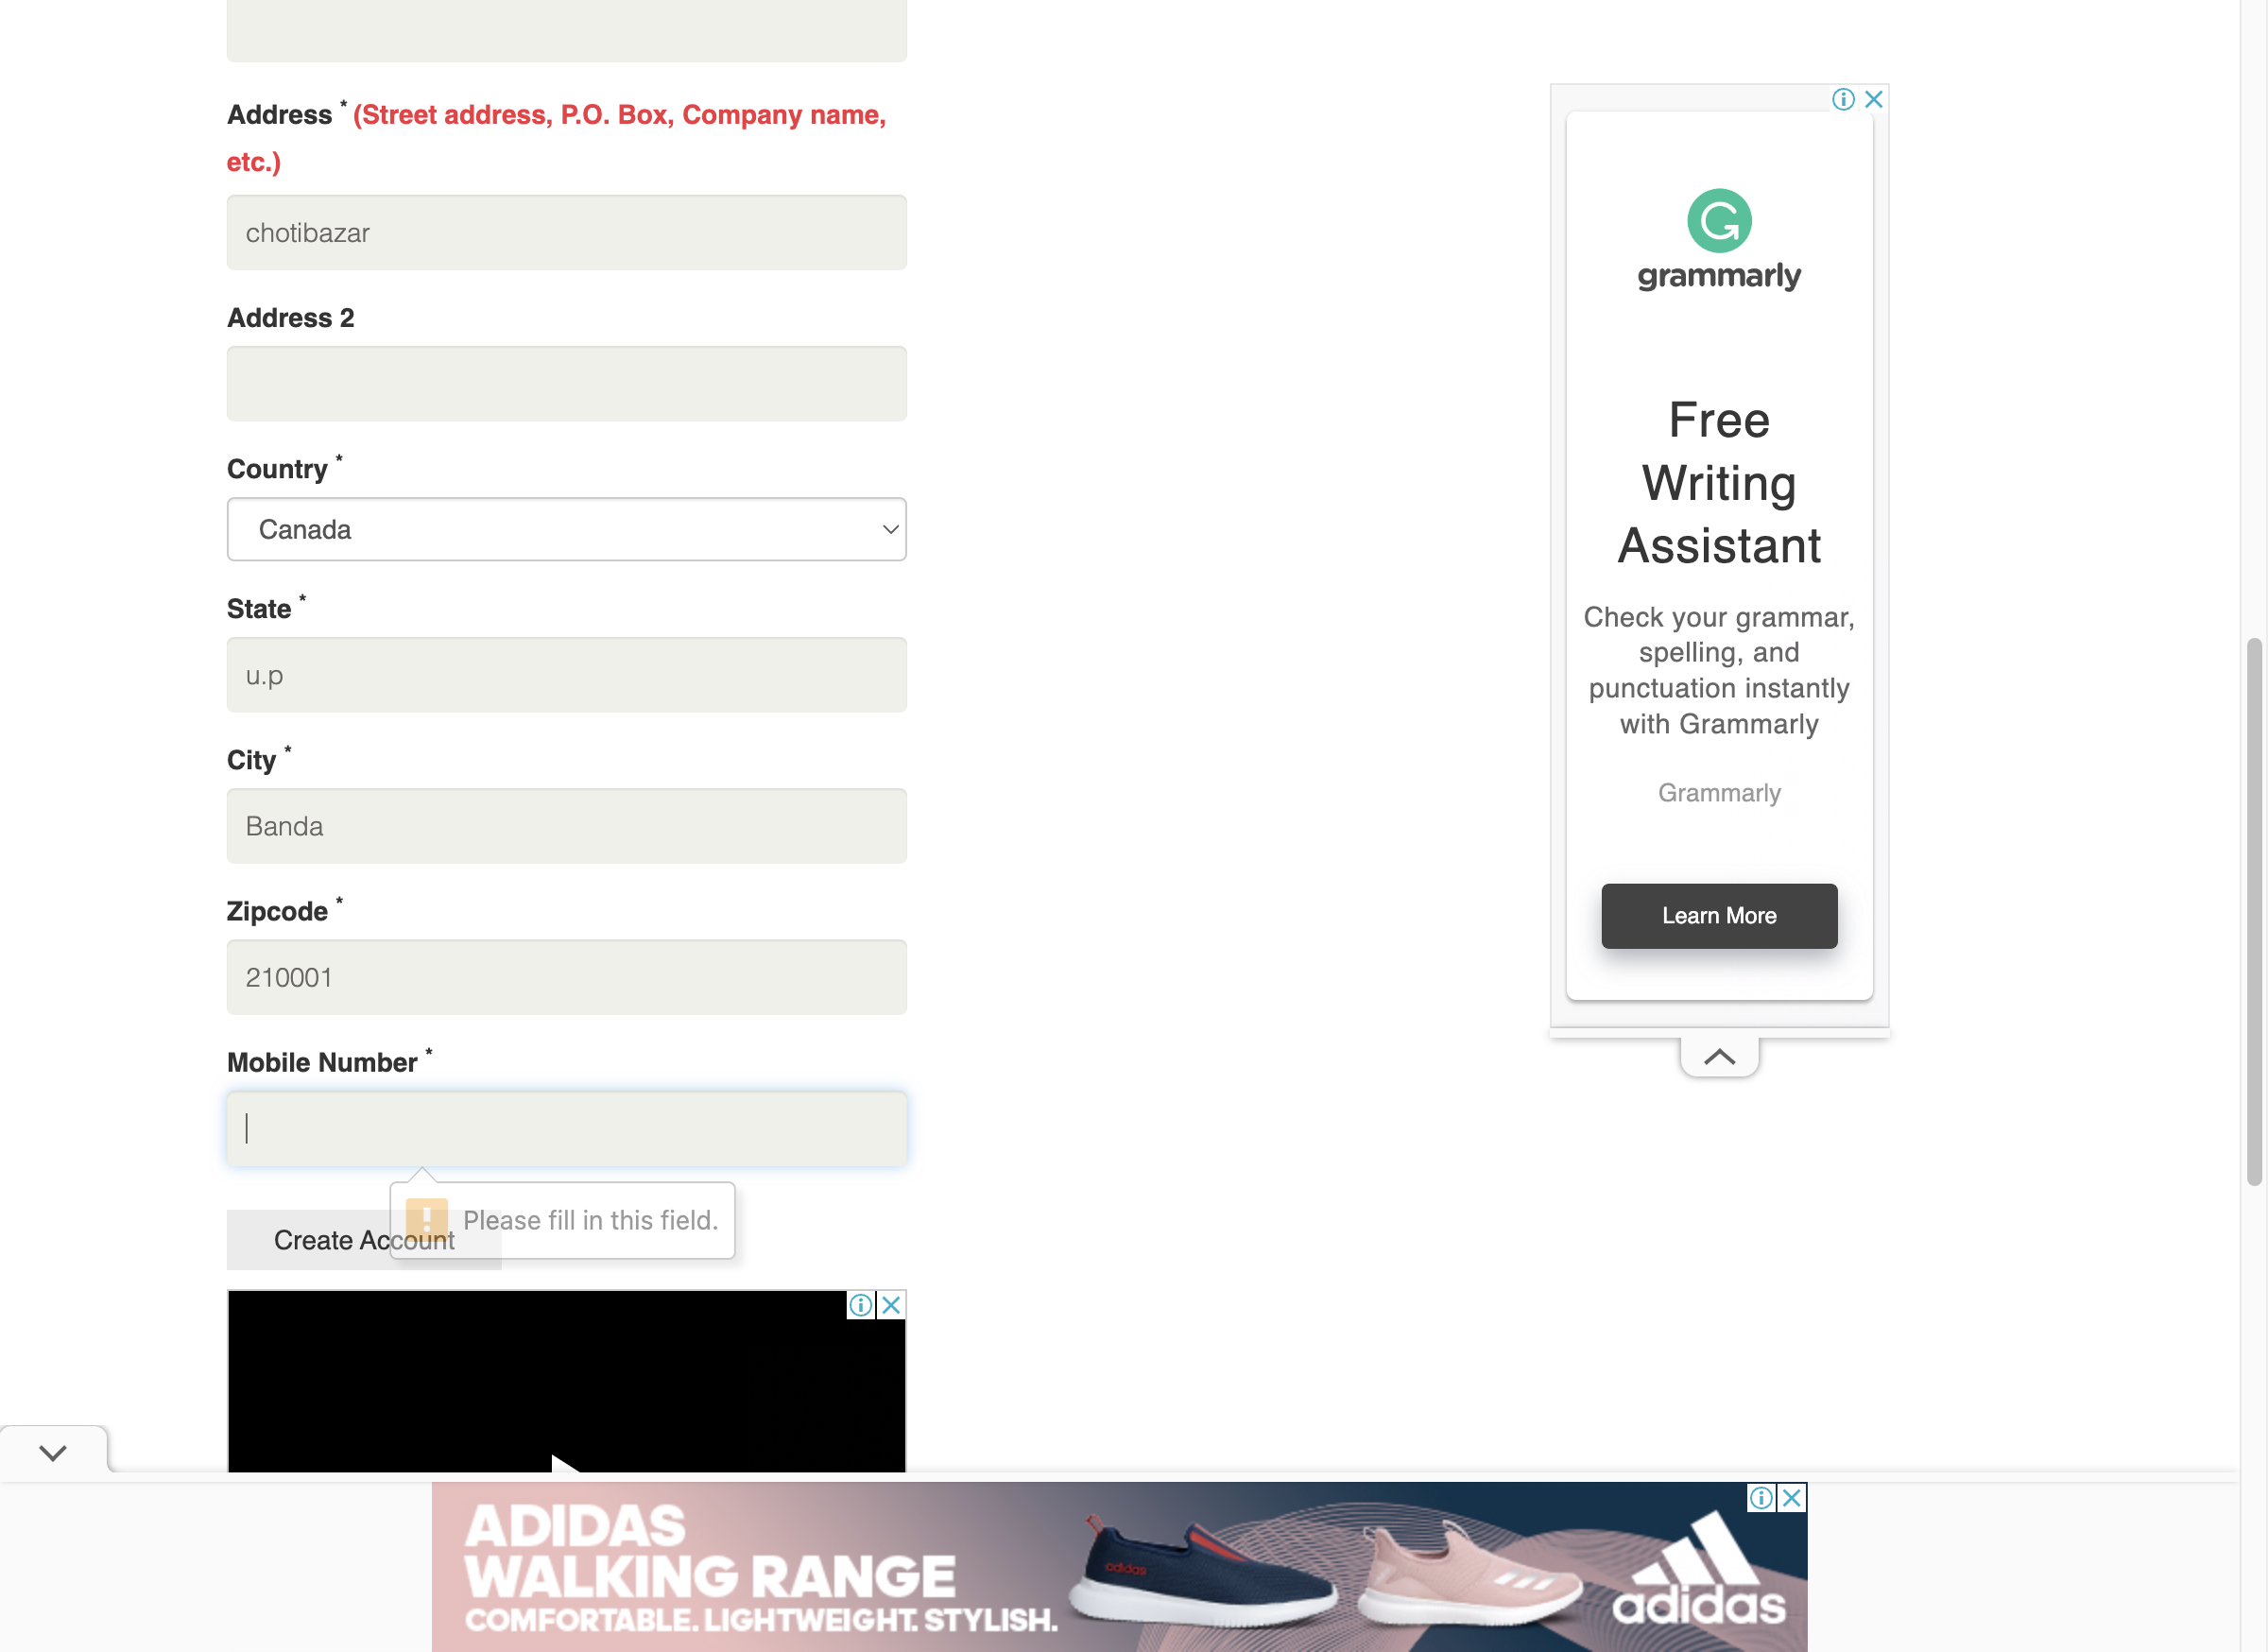 Address * (Street address, P.O. Box, Company name,
etc.)
chotibazar
Address 2
Country *
Canada
State *
u.p
City *
Banda
Zipcode *
210001
Mobile Number *
Please fill in this field.
Create Account
grammarly
Free
Writing
Assistant
Check your grammar,
spelling, and
punctuation instantly
with Grammarly
Grammarly
Learn More
ADIDAS
WALKING RANGE
COMFORTABLE. LIGHTWEIGHT. STYLISH.
adidas
adidas